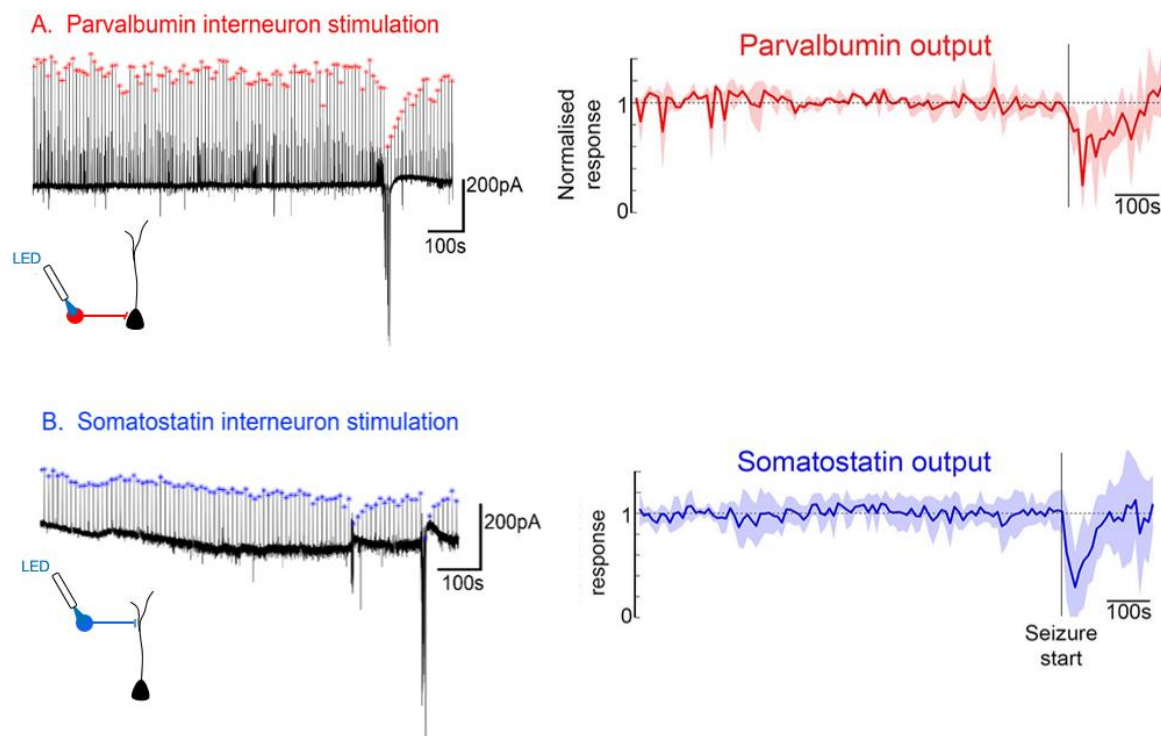 A. Parvalbumin interneuron stimulation
200pA
100s
LED
Parvalbumin output
Normalised
response
1
0
100s
B. Somatostatin interneuron stimulation
200pA
100s
LED
Somatostatin output
response
1
0
100s
Seizure
start